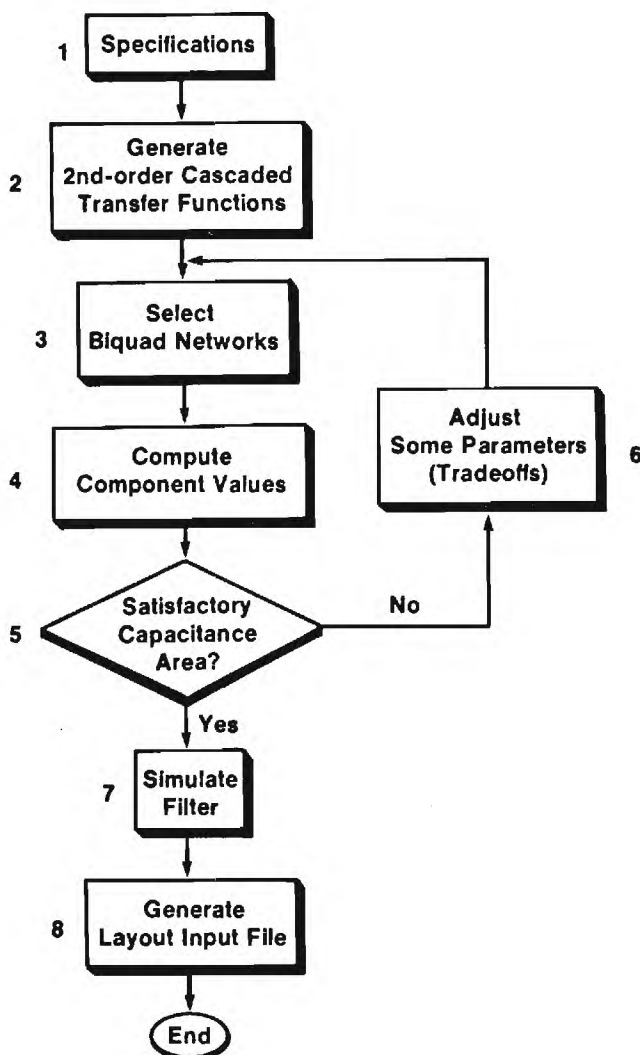 1
Specifications
2
Generate
2nd-order Cascaded
Transfer Functions
3
Select
Biquad Networks
4
Compute
Component Values
5
Satisfactory
Capacitance
Area?
No
6
Adjust
Some Parameters
(Tradeoffs)
Yes
7
Simulate
Filter
8
Generate
Layout Input File
End